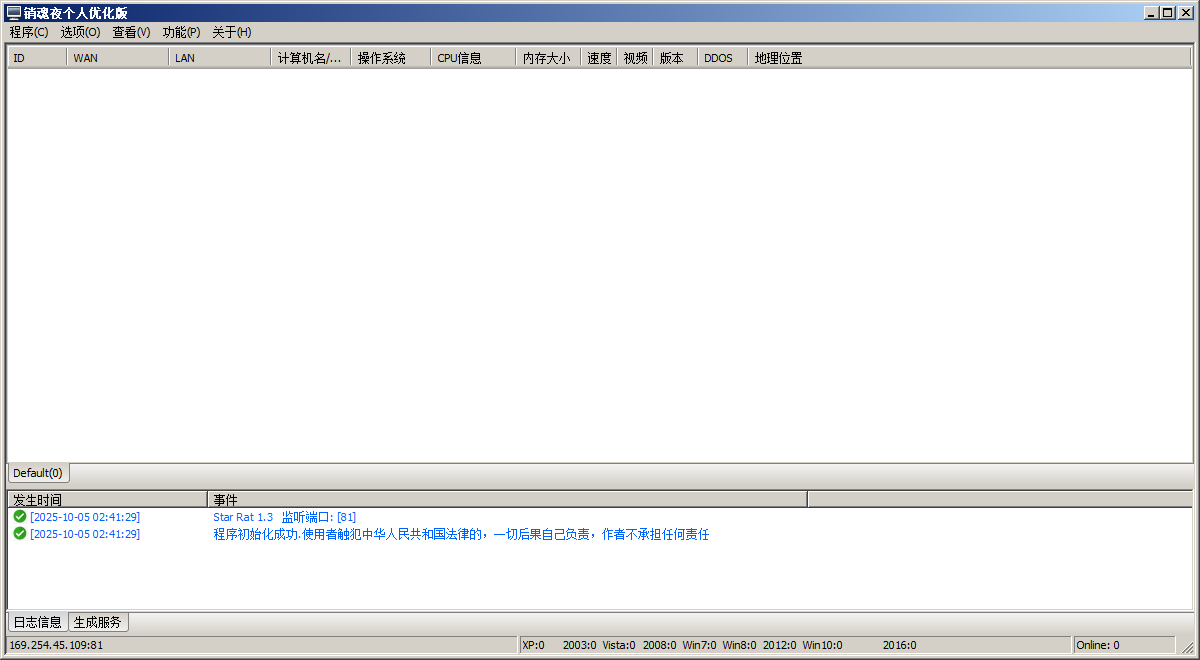 销魂夜个人优化版
程序(C) 选项(O) 查看(V) 功能(P) 关于(H)
ID WAN LAN 计算机名/... 操作系统 CPU信息 内存大小 速度 视频 版本 DDOS 地理位置
Default(0)
发生时间 事件
[2025-10-05 02:41:29] Star Rat 1.3 监听端口: [81]
[2025-10-05 02:41:29] 程序初始化成功.使用者触犯中华人民共和国法律的，一切后果自己负责，作者不承担任何责任
日志信息 生成服务
169.254.45.109:81 XP:0 2003:0 Vista:0 2008:0 Win7:0 Win8:0 2012:0 Win10:0 2016:0 Online: 0